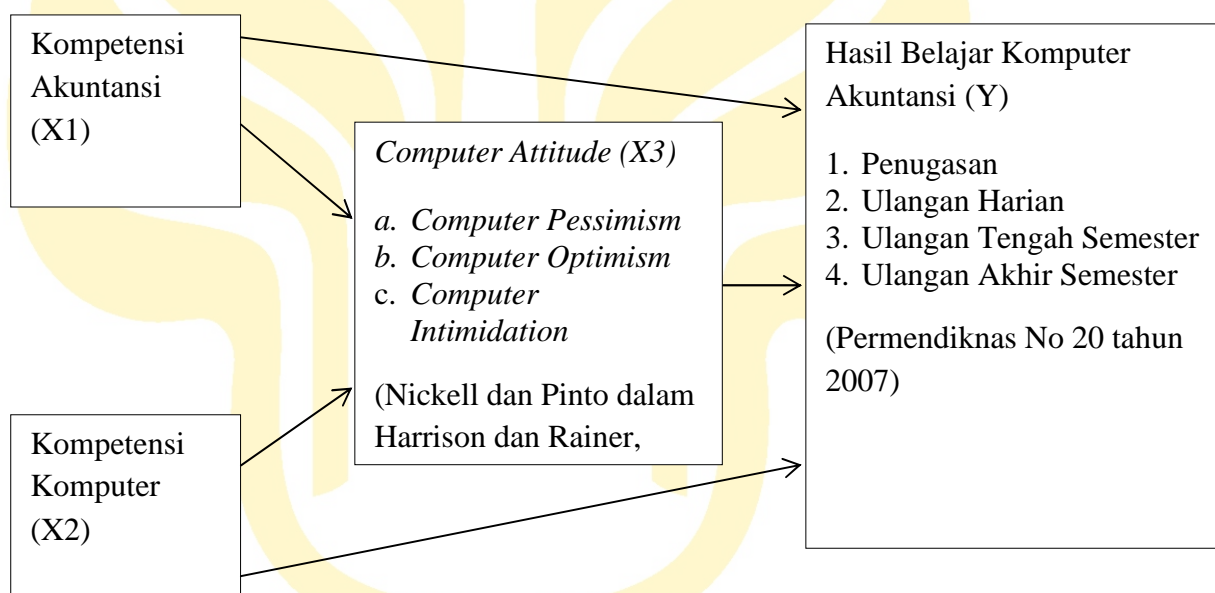 Kompetensi
Akuntansi
(X1)
Computer Attitude (X3)
a. Computer Pessimism
b. Computer Optimism
c. Computer
Intimidation
(Nickell dan Pinto dalam
Harrison dan Rainer,
Kompetensi
Komputer
(X2)
Hasil Belajar Komputer
Akuntansi (Y)
1. Penugasan
2. Ulangan Harian
3. Ulangan Tengah Semester
4. Ulangan Akhir Semester
(Permendiknas No 20 tahun
2007)